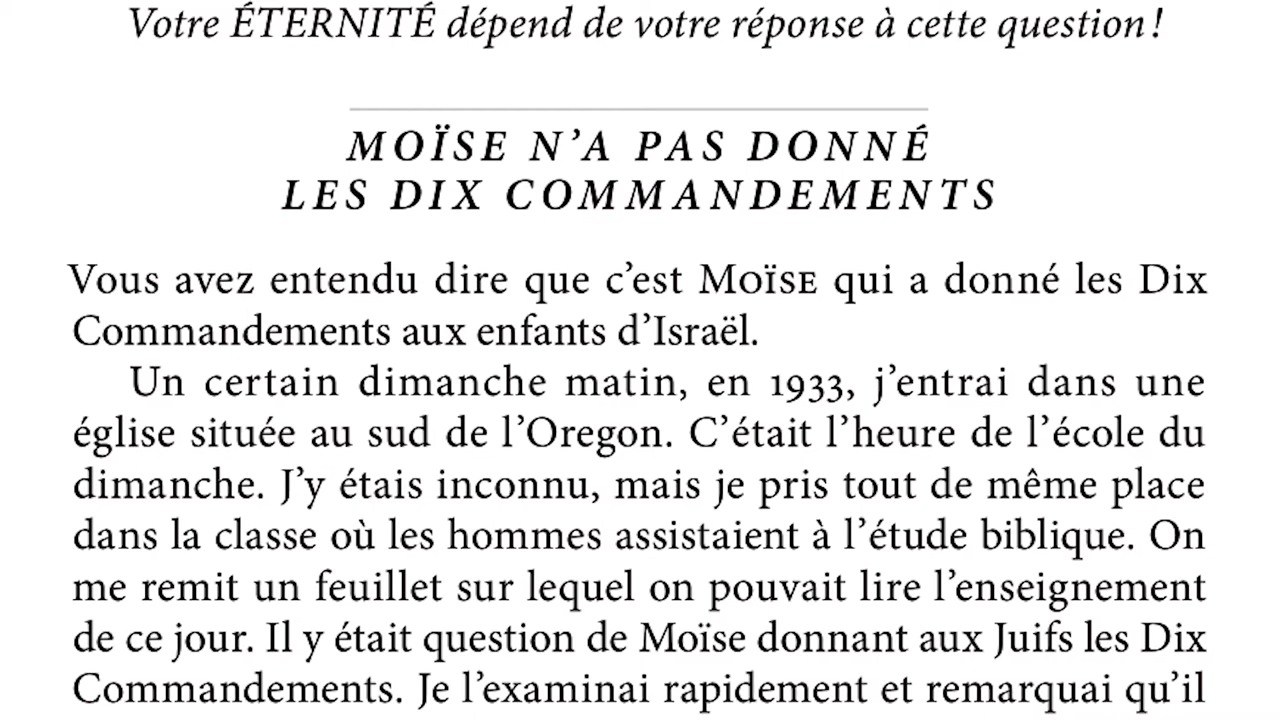 Votre ÉTERNITÉ dépend de votre réponse à cette question !
MOÏSE N’A PAS DONNÉ
LES DIX COMMANDEMENTS
Vous avez entendu dire que c’est MOÏSE qui a donné les Dix
Commandements aux enfants d’Israël.
Un certain dimanche matin, en 1933, j’entrai dans une
église située au sud de l’Oregon. C’était l’heure de l’école du
dimanche. J’y étais inconnu, mais je pris tout de même place
dans la classe où les hommes assistaient à l’étude biblique. On
me remit un feuillet sur lequel on pouvait lire l’enseignement
de ce jour. Il y était question de Moïse donnant aux Juifs les Dix
Commandements. Je l’examinai rapidement et remarquai qu’il